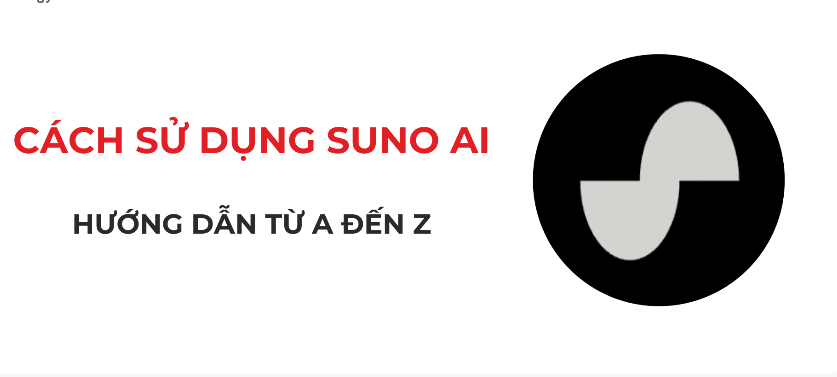 CÁCH SỬ DỤNG SUNO AI
HƯỚNG DẪN TỪ A ĐẾN Z